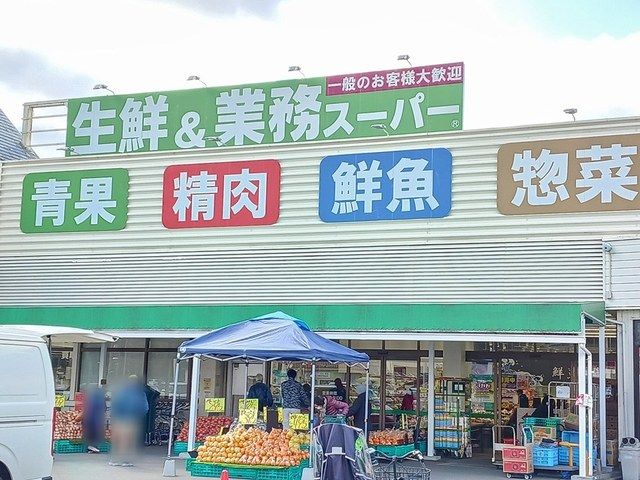 一般のお客様大歓迎
生鮮&業務スーパー®
青果
精肉
鮮魚
惣菜
鮮